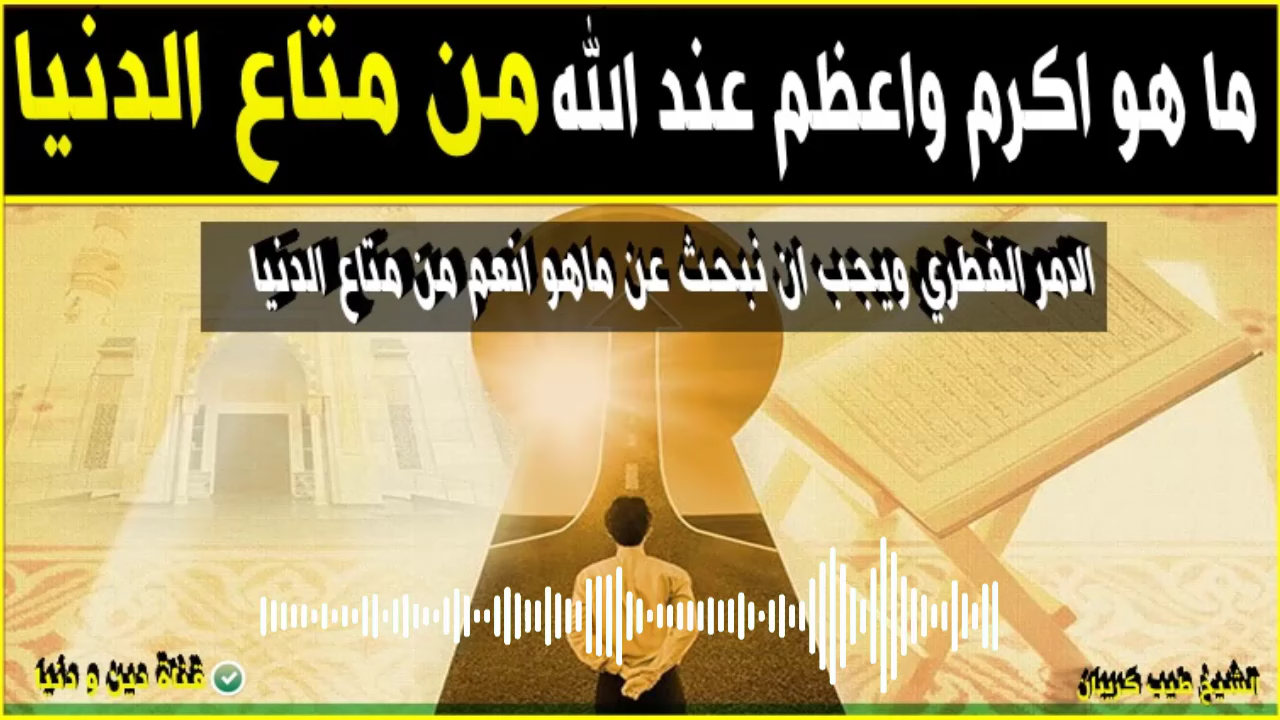 ما هو اكرم واعظم عند الله من متاع الدنيا
الامر الفطري ويجب ان نبحث عن ماهو انعم من متاع الدنيا
الشيخ طيب كريبان
قناة دين و دنيا